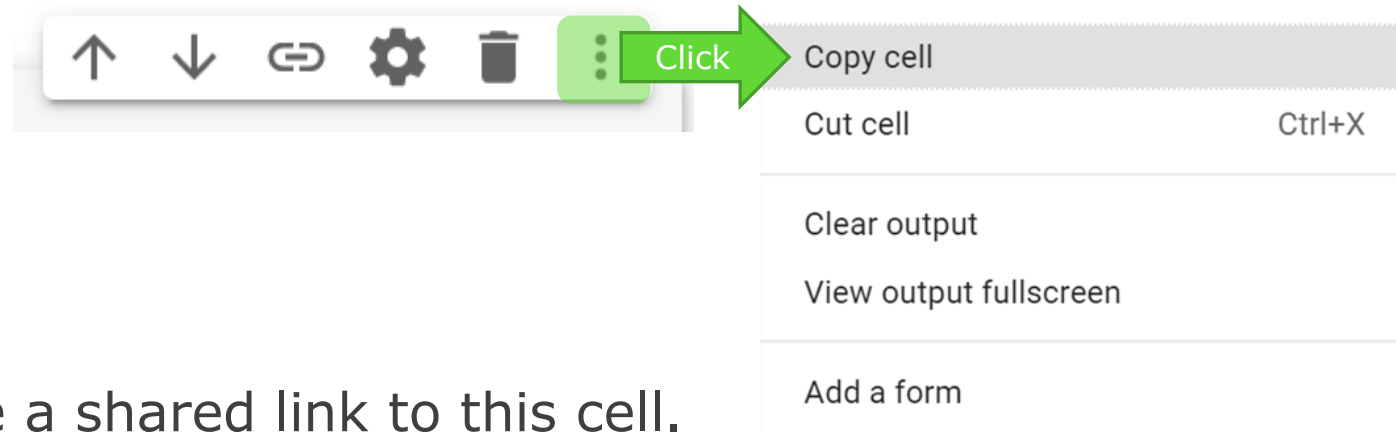 Click
Copy cell
Cut cell Ctrl+X
Clear output
View output fullscreen
Add a form
a shared link to this cell.